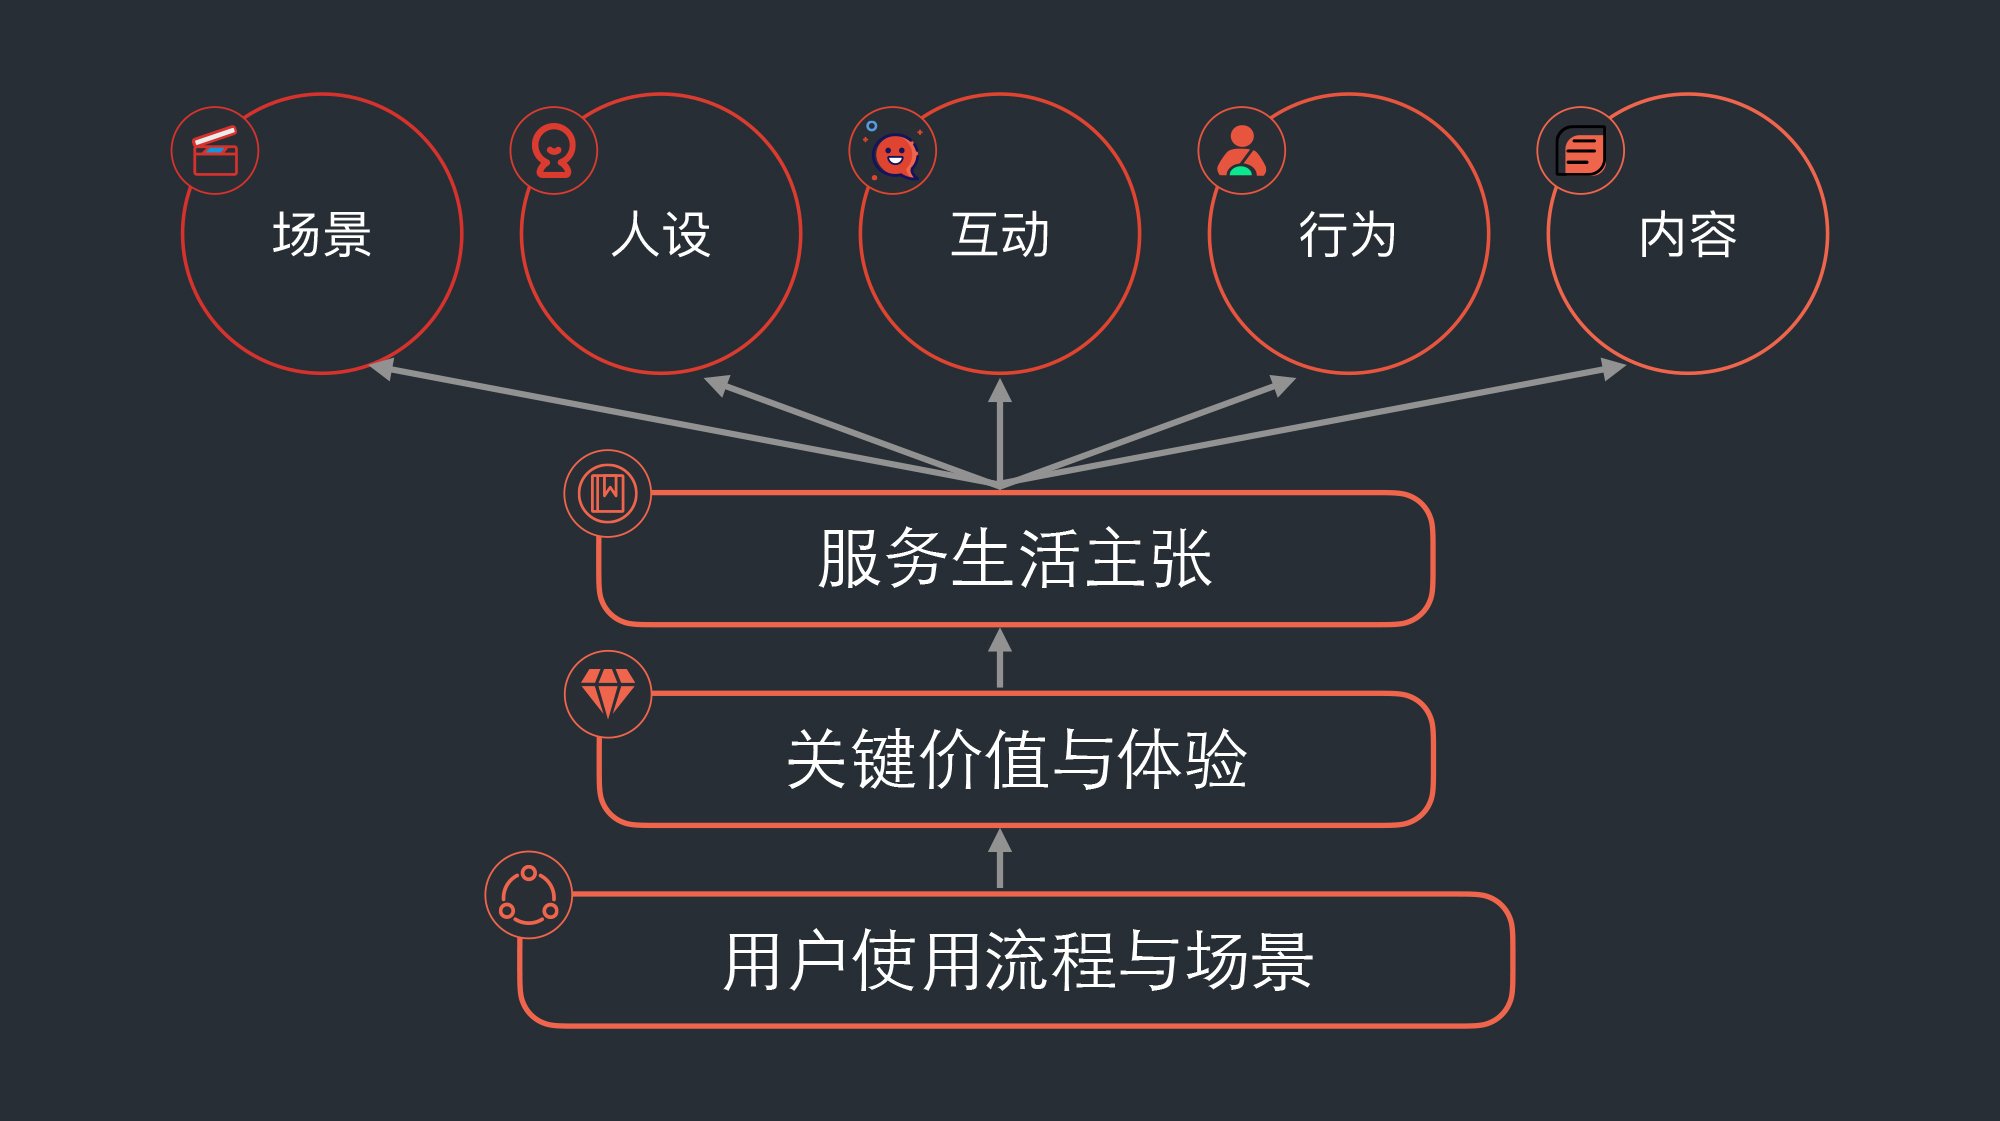 场景
人设
互动
行为
内容
服务生活主张
关键价值与体验
用户使用流程与场景